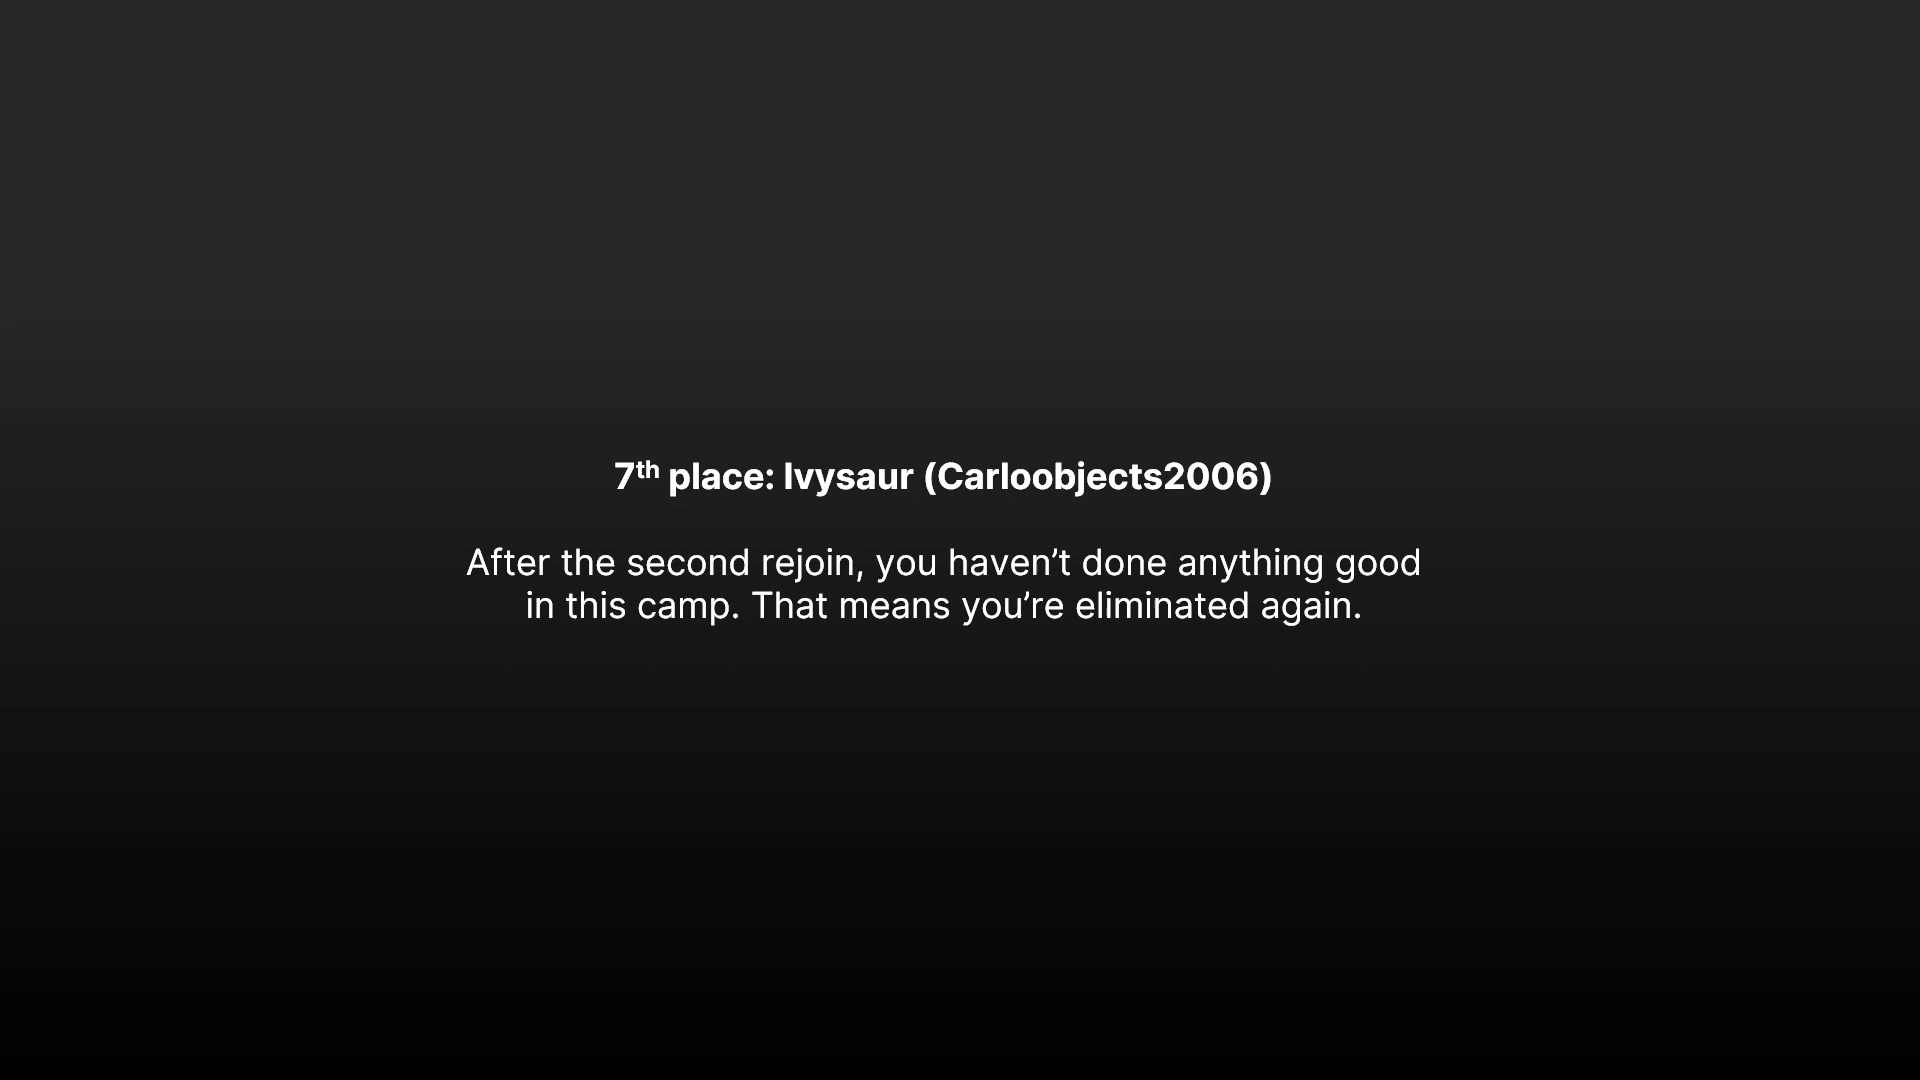 7th place: Ivysaur (Carloobjects2006)
After the second rejoin, you haven’t done anything good
in this camp. That means you’re eliminated again.